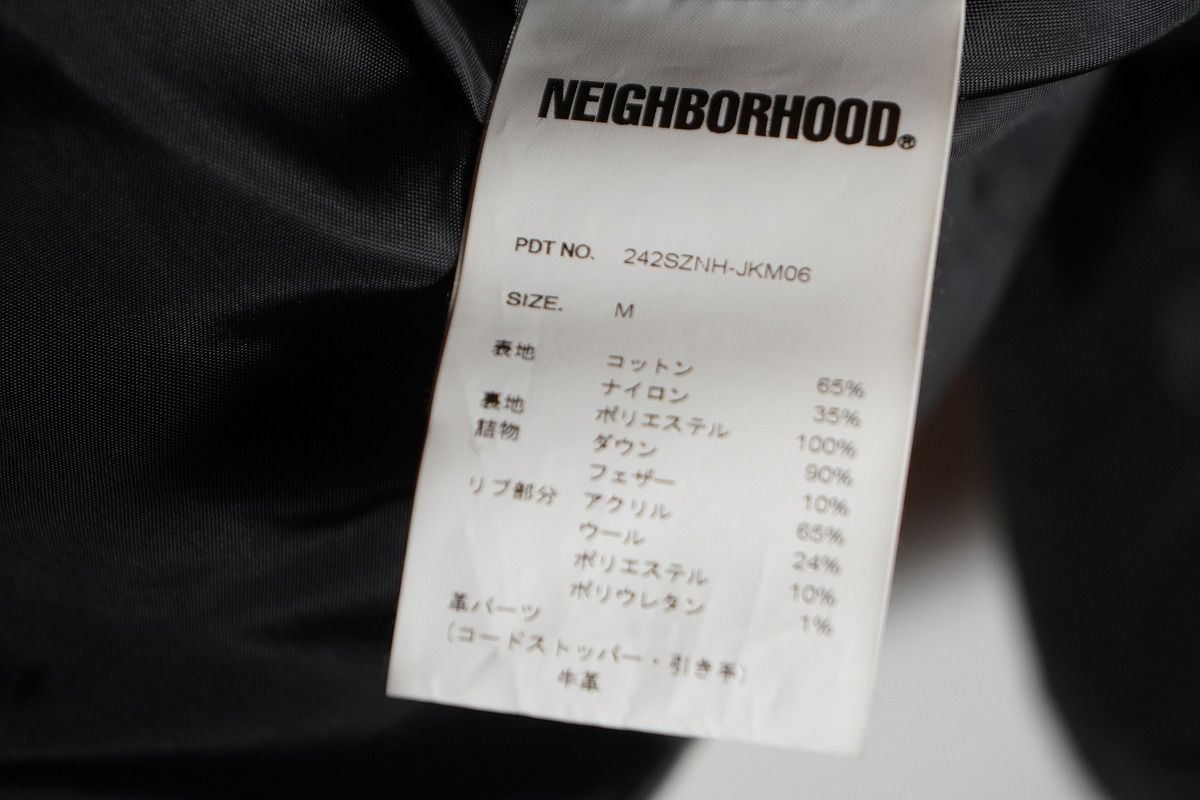 NEIGHBORHOOD®
PDT NO. 242SZNH-JKM06
SIZE. M
表地 コットン 65%
ナイロン 35%
裏地 ポリエステル 100%
詰物 ダウン 90%
フェザー 10%
リブ部分 アクリル 65%
ウール 24%
ポリエステル 10%
ポリウレタン 1%
革パーツ
(コードストッパー・引き手)
牛革